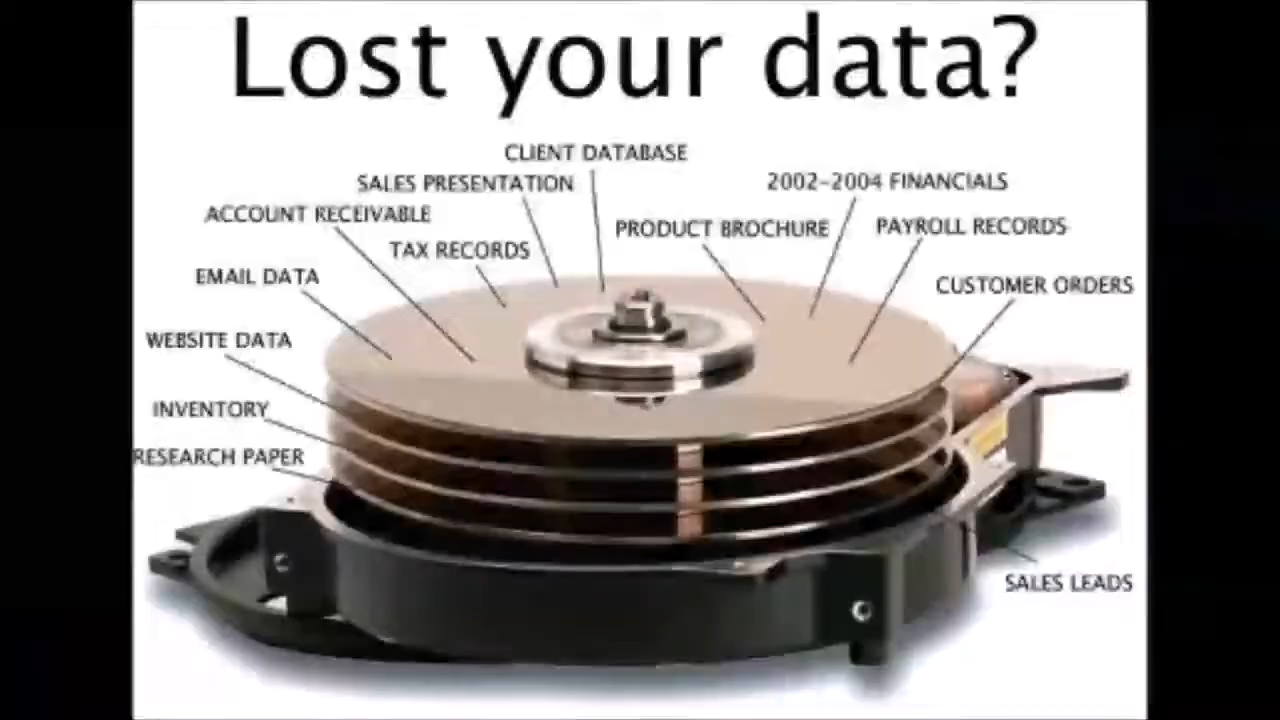 Lost your data?
CLIENT DATABASE
SALES PRESENTATION
2002-2004 FINANCIALS
ACCOUNT RECEIVABLE
PRODUCT BROCHURE
PAYROLL RECORDS
TAX RECORDS
EMAIL DATA
CUSTOMER ORDERS
WEBSITE DATA
INVENTORY
RESEARCH PAPER
SALES LEADS